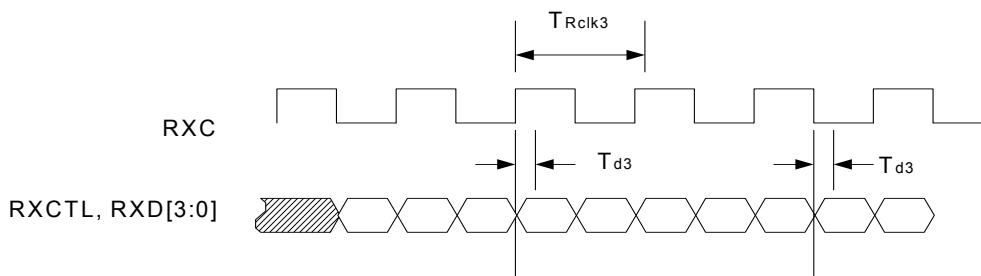 TRclk3
RXC
Td3
Td3
RXCTL, RXD[3:0]